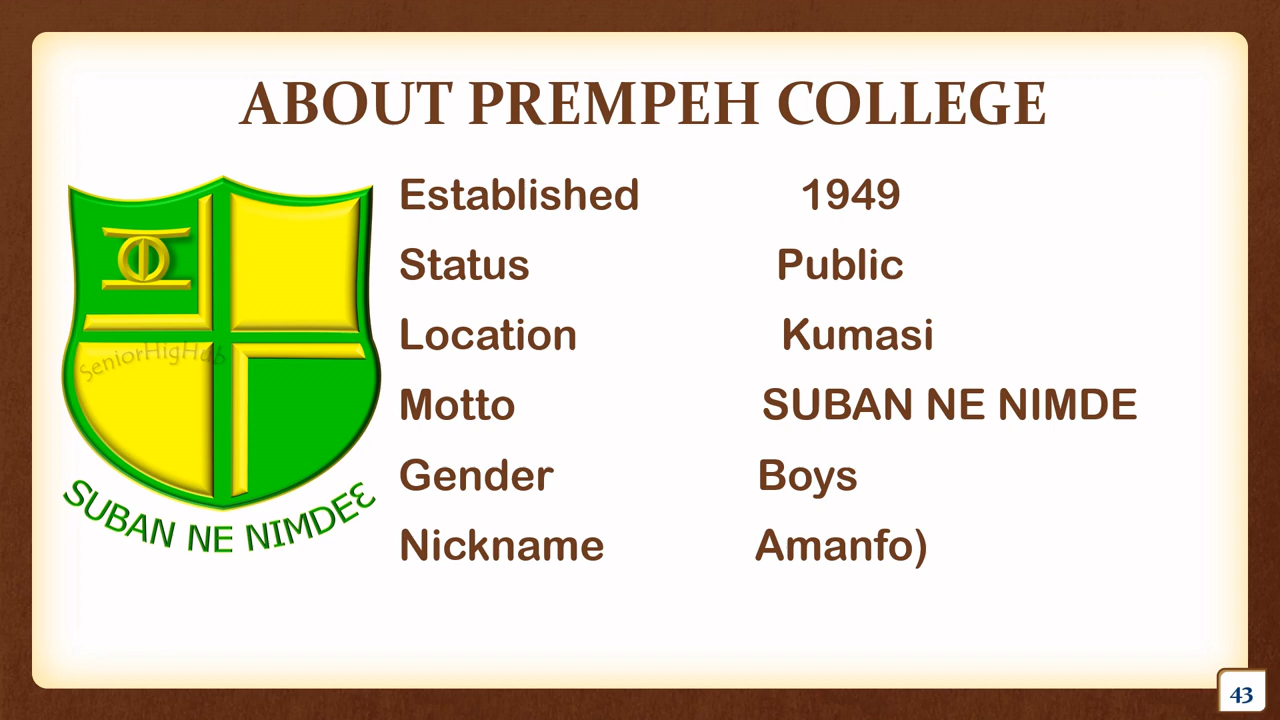 ABOUT PREMPEH COLLEGE
Established 1949
Status Public
Location Kumasi
Motto SUBAN NE NIMDE
Gender Boys
Nickname Amanfo)
SeniorHigHub
SUBAN NE NIMDEƐ
43